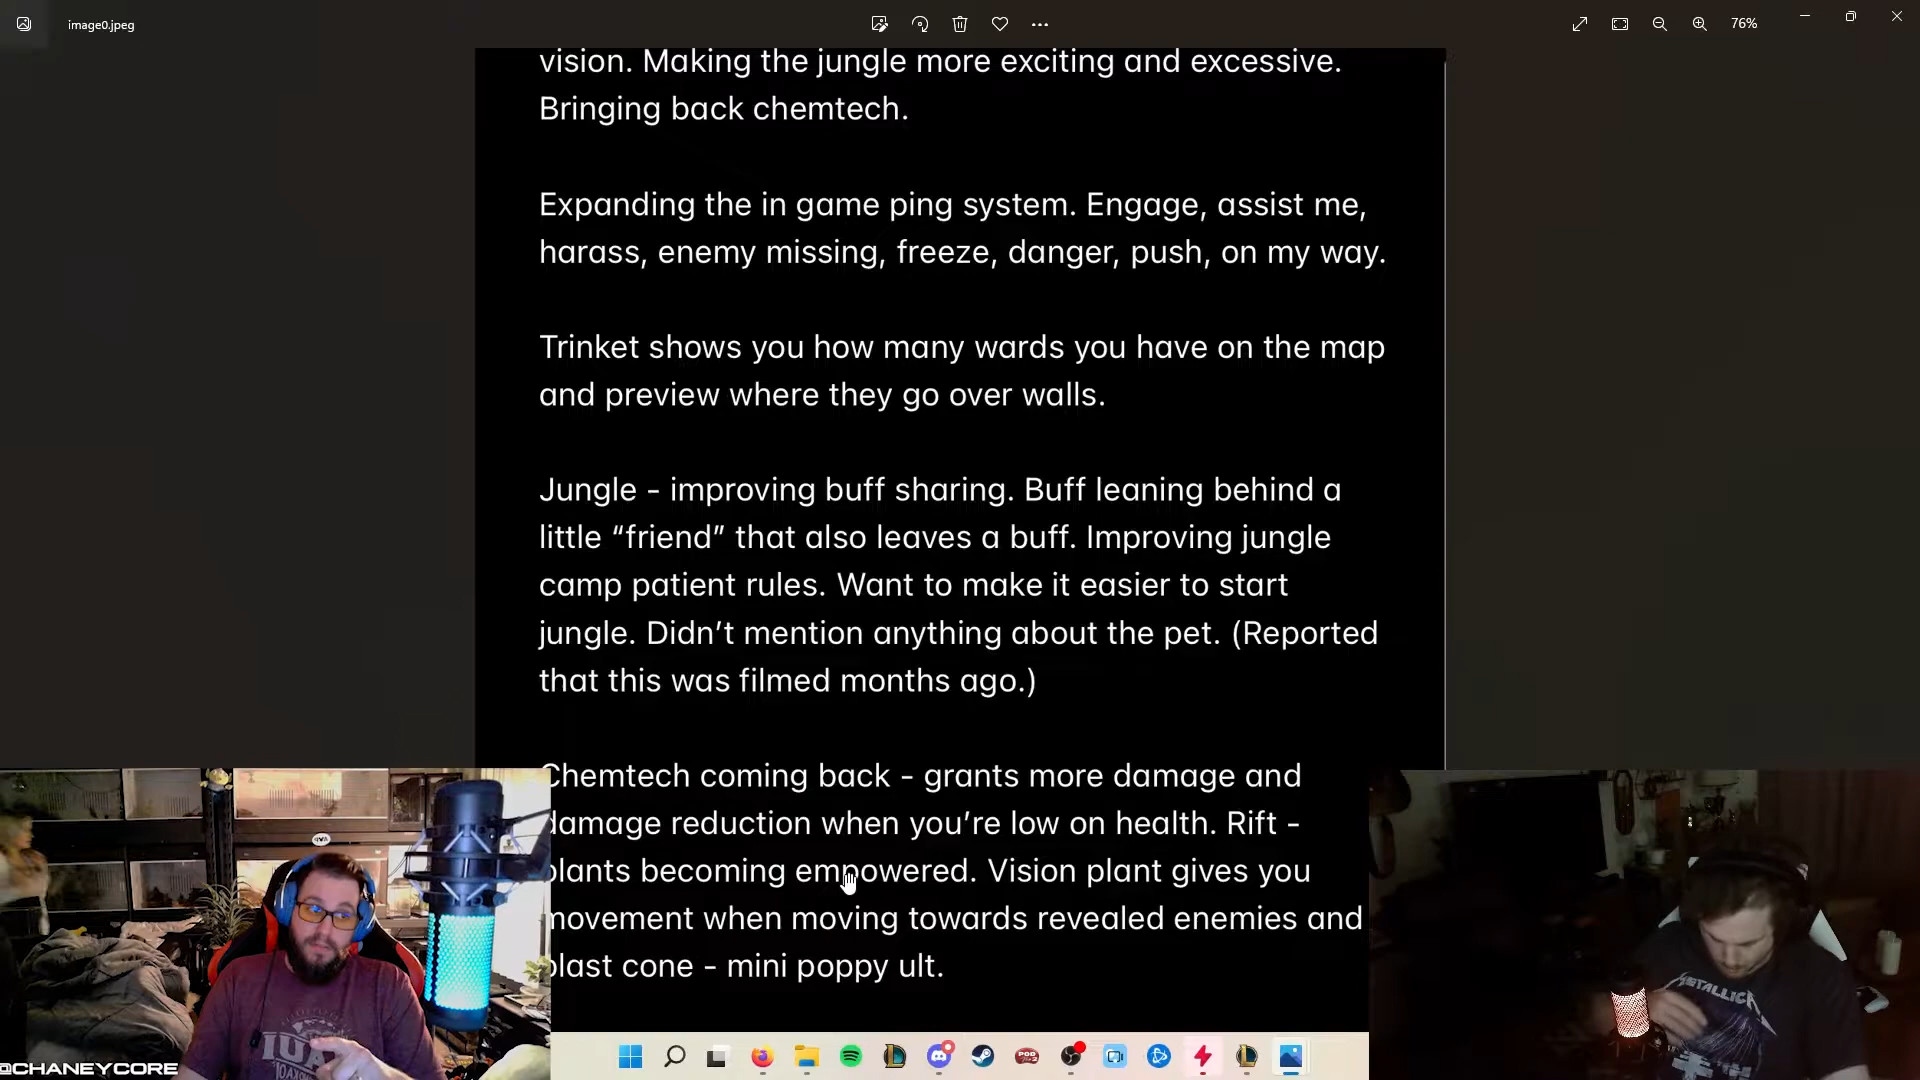 image0.jpeg
76%
vision. Making the jungle more exciting and excessive.
Bringing back chemtech.
Expanding the in game ping system. Engage, assist me,
harass, enemy missing, freeze, danger, push, on my way.
Trinket shows you how many wards you have on the map
and preview where they go over walls.
Jungle - improving buff sharing. Buff leaning behind a
little “friend” that also leaves a buff. Improving jungle
camp patient rules. Want to make it easier to start
jungle. Didn’t mention anything about the pet. (Reported
that this was filmed months ago.)
Chemtech coming back - grants more damage and
damage reduction when you’re low on health. Rift -
plants becoming empowered. Vision plant gives you
movement when moving towards revealed enemies and
blast cone - mini poppy ult.
METALLICA
@CHANEYCORE
POD